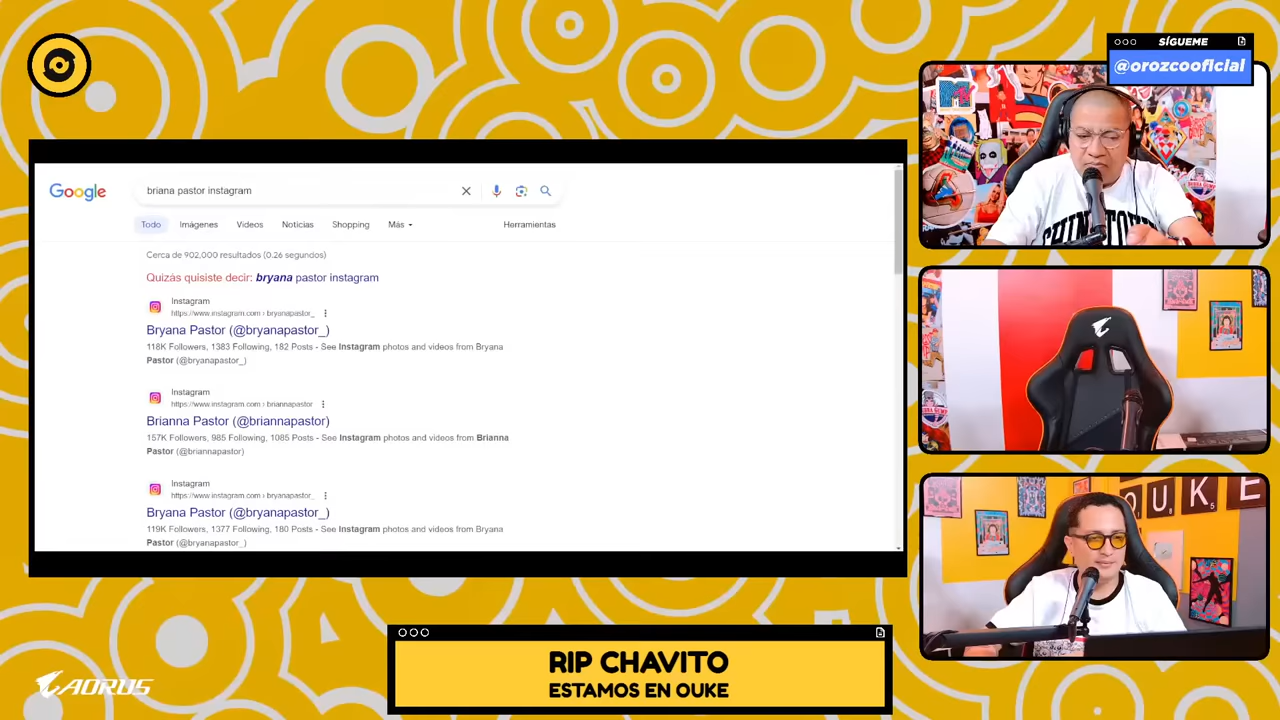 SÍGUEME
@orozcooficial
MTV
CHINATOWN
Google
briana pastor instagram
Todo
Imágenes
Videos
Noticias
Shopping
Más
Herramientas
Cerca de 902,000 resultados (0.26 segundos)
Quizás quisiste decir: bryana pastor instagram
Instagram
https://www.instagram.com › bryanapastor_
Bryana Pastor (@bryanapastor_)
118K Followers, 1383 Following, 182 Posts - See Instagram photos and videos from Bryana
Pastor (@bryanapastor_)
Instagram
https://www.instagram.com › briannapastor
Brianna Pastor (@briannapastor)
157K Followers, 985 Following, 1085 Posts - See Instagram photos and videos from Brianna
Pastor (@briannapastor)
Instagram
https://www.instagram.com › bryanapastor_
Bryana Pastor (@bryanapastor_)
119K Followers, 1377 Following, 180 Posts - See Instagram photos and videos from Bryana
Pastor (@bryanapastor_)
OUKE
RIP CHAVITO
ESTAMOS EN OUKE
AORUS